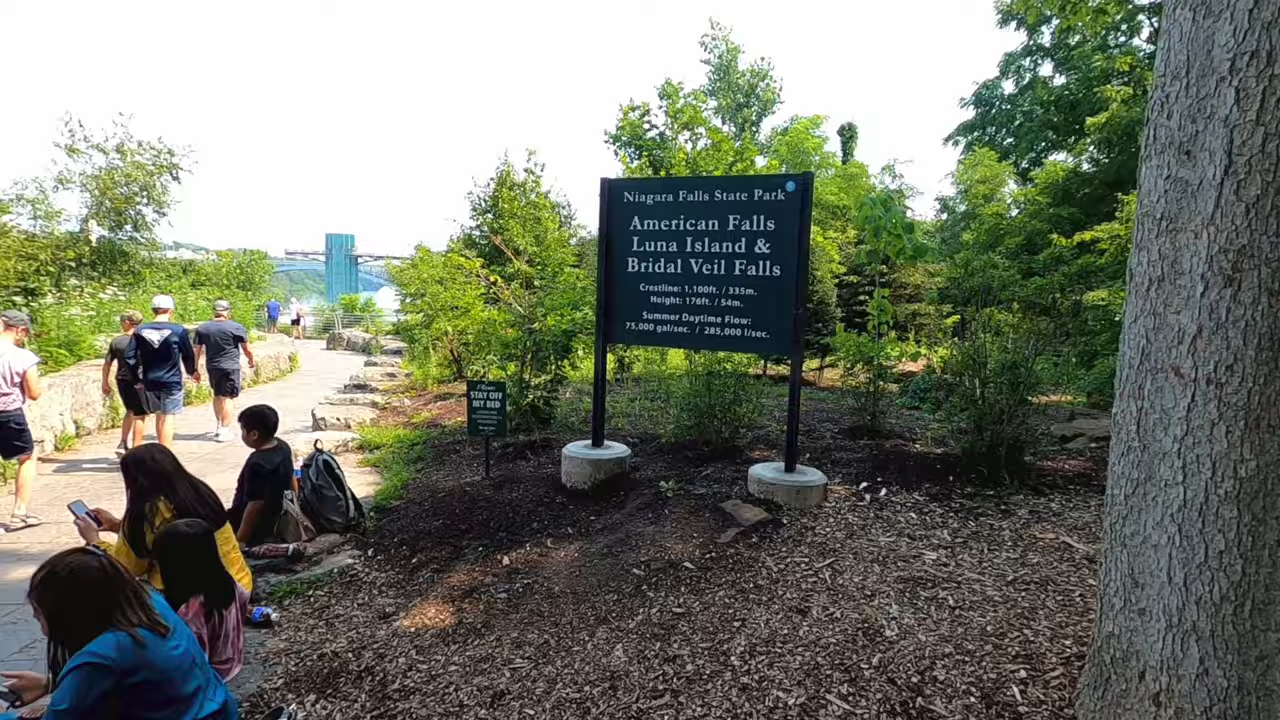 Niagara Falls State Park
American Falls
Luna Island &
Bridal Veil Falls
Crestline: 1,100ft. / 335m.
Height: 176ft. / 54m.
Summer Daytime Flow:
75,000 gal/sec. / 285,000 l/sec.
Please
STAY OFF
MY BED